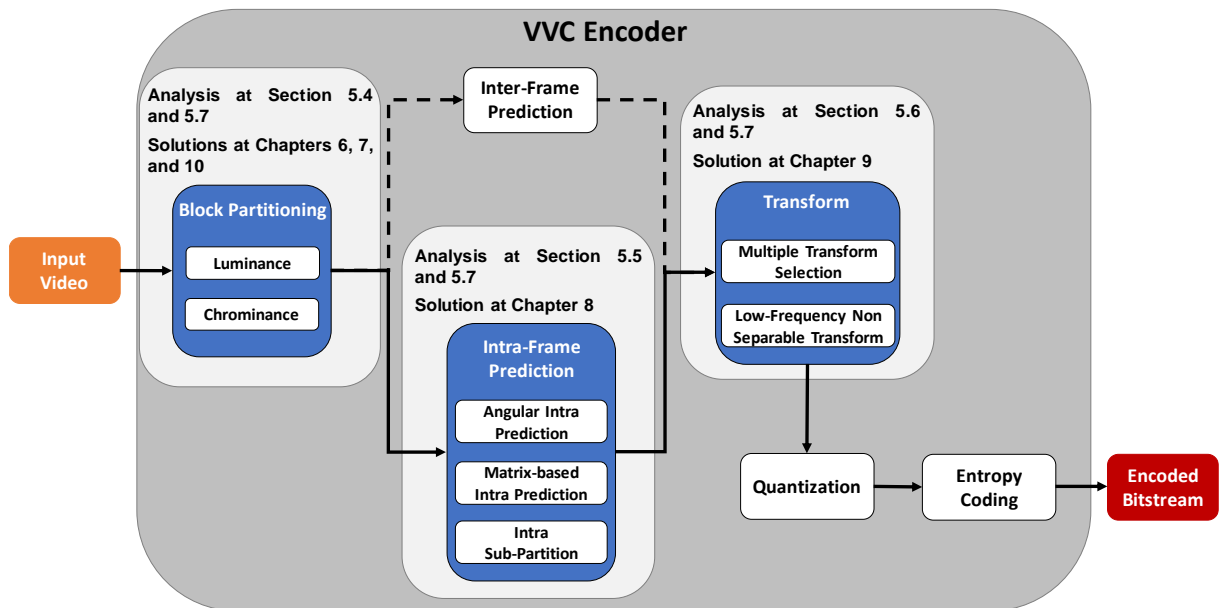 VVC Encoder
Analysis at Section 5.4
and 5.7
Solutions at Chapters 6, 7,
and 10
Block Partitioning
Luminance
Chrominance
Input
Video
Inter-Frame
Prediction
Analysis at Section 5.5
and 5.7
Solution at Chapter 8
Intra-Frame
Prediction
Angular Intra
Prediction
Matrix-based
Intra Prediction
Intra
Sub-Partition
Analysis at Section 5.6
and 5.7
Solution at Chapter 9
Transform
Multiple Transform
Selection
Low-Frequency Non
Separable Transform
Quantization
Entropy
Coding
Encoded
Bitstream